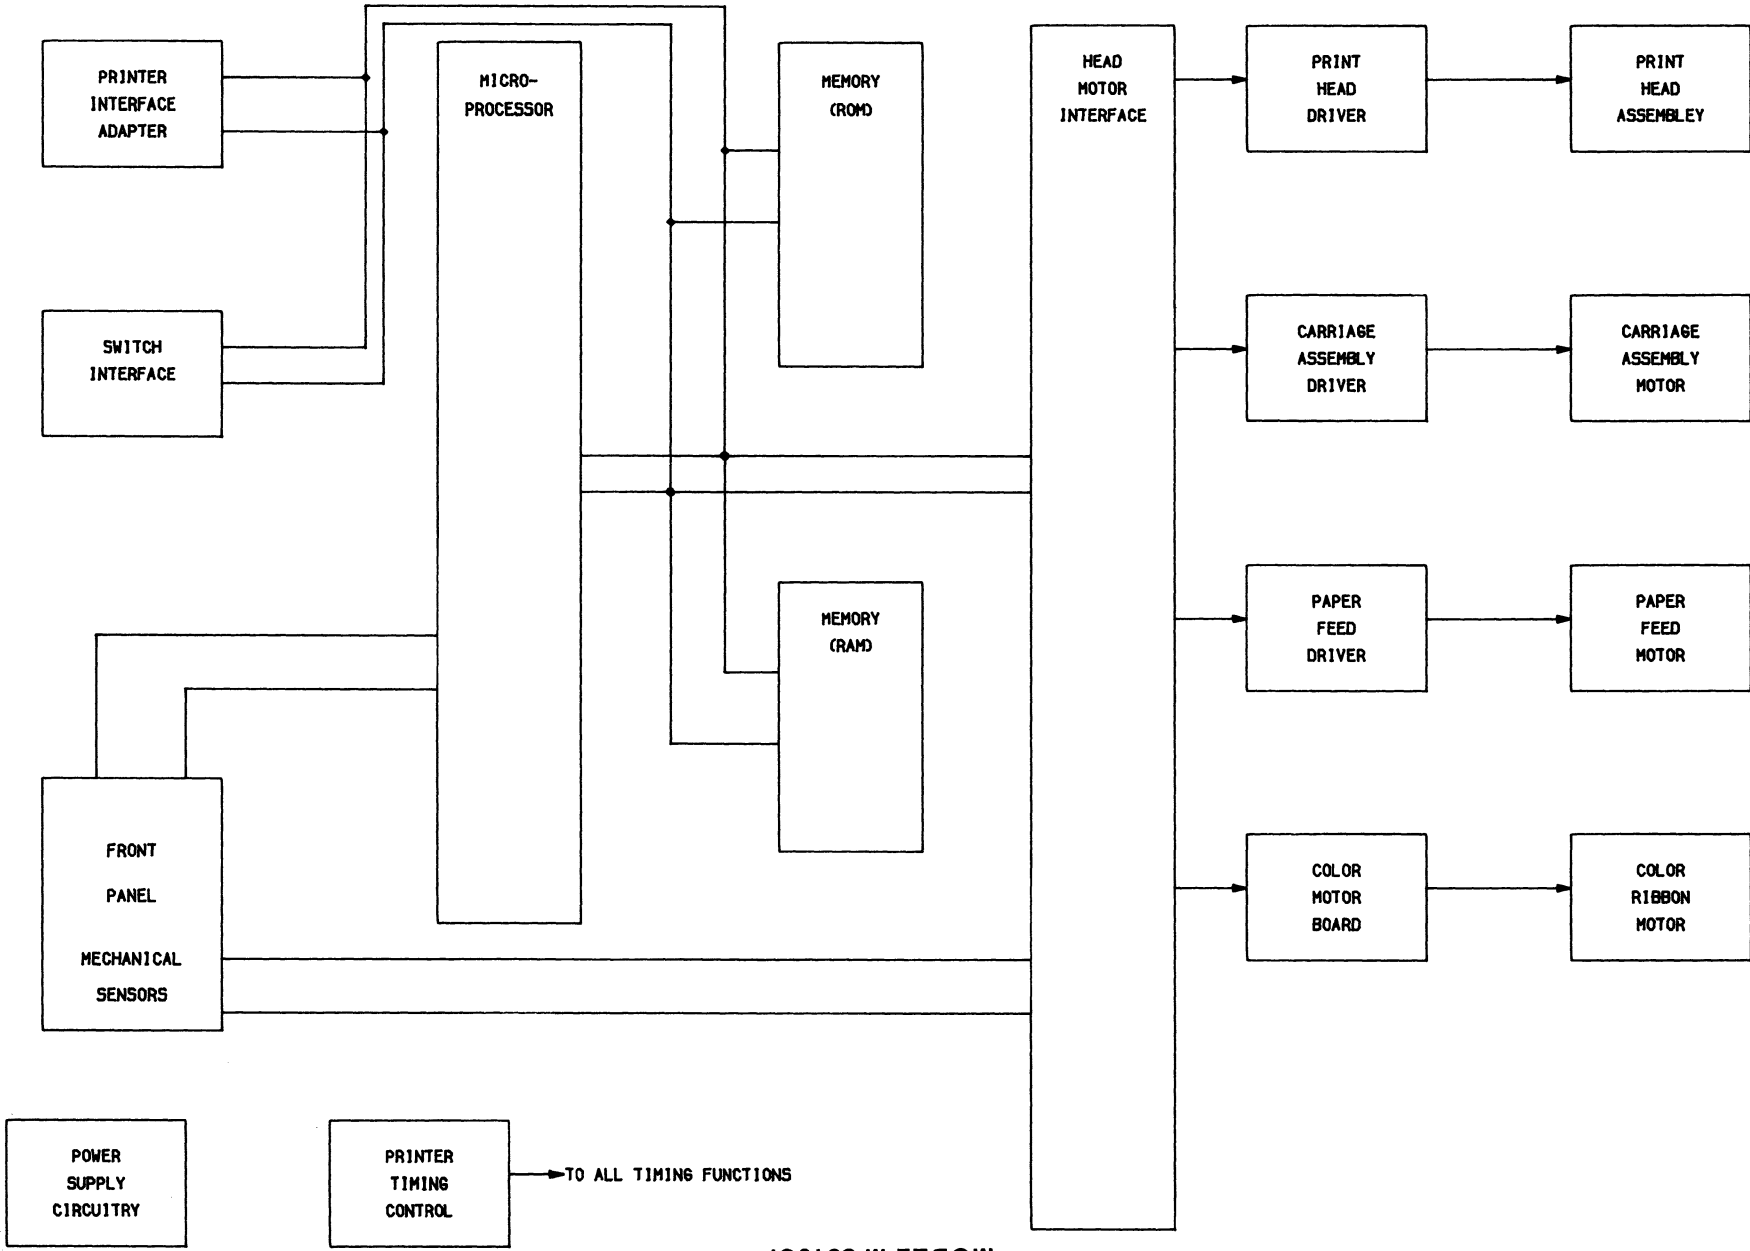 PRINTER
INTERFACE
ADAPTER
MICRO-
PROCESSOR
MEMORY
(ROM)
HEAD
MOTOR
INTERFACE
PRINT
HEAD
DRIVER
PRINT
HEAD
ASSEMBLEY
SWITCH
INTERFACE
CARRIAGE
ASSEMBLY
DRIVER
CARRIAGE
ASSEMBLY
MOTOR
MEMORY
(RAM)
PAPER
FEED
DRIVER
PAPER
FEED
MOTOR
FRONT
PANEL
MECHANICAL
SENSORS
COLOR
MOTOR
BOARD
COLOR
RIBBON
MOTOR
POWER
SUPPLY
CIRCUITRY
PRINTER
TIMING
CONTROL
TO ALL TIMING FUNCTIONS